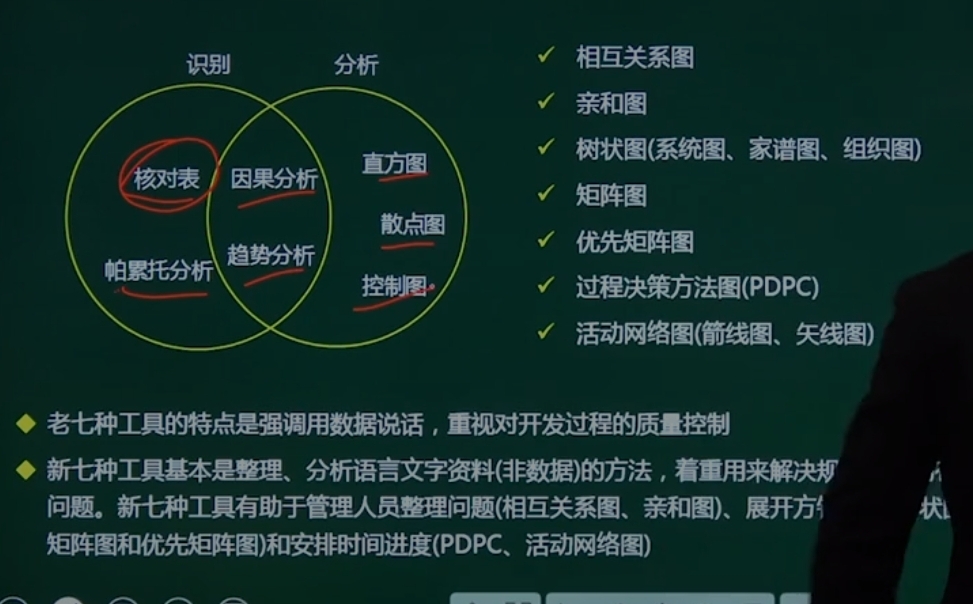 识别
分析
核对表
因果分析
直方图
散点图
帕累托分析
趋势分析
控制图
✓ 相互关系图
✓ 亲和图
✓ 树状图(系统图、家谱图、组织图)
✓ 矩阵图
✓ 优先矩阵图
✓ 过程决策方法图(PDPC)
✓ 活动网络图(箭线图、矢线图)
◆ 老七种工具的特点是强调用数据说话，重视对开发过程的质量控制
◆ 新七种工具基本是整理、分析语言文字资料(非数据)的方法，着重用来解决规
问题。新七种工具有助于管理人员整理问题(相互关系图、亲和图)、展开方 状
矩阵图和优先矩阵图)和安排时间进度(PDPC、活动网络图)